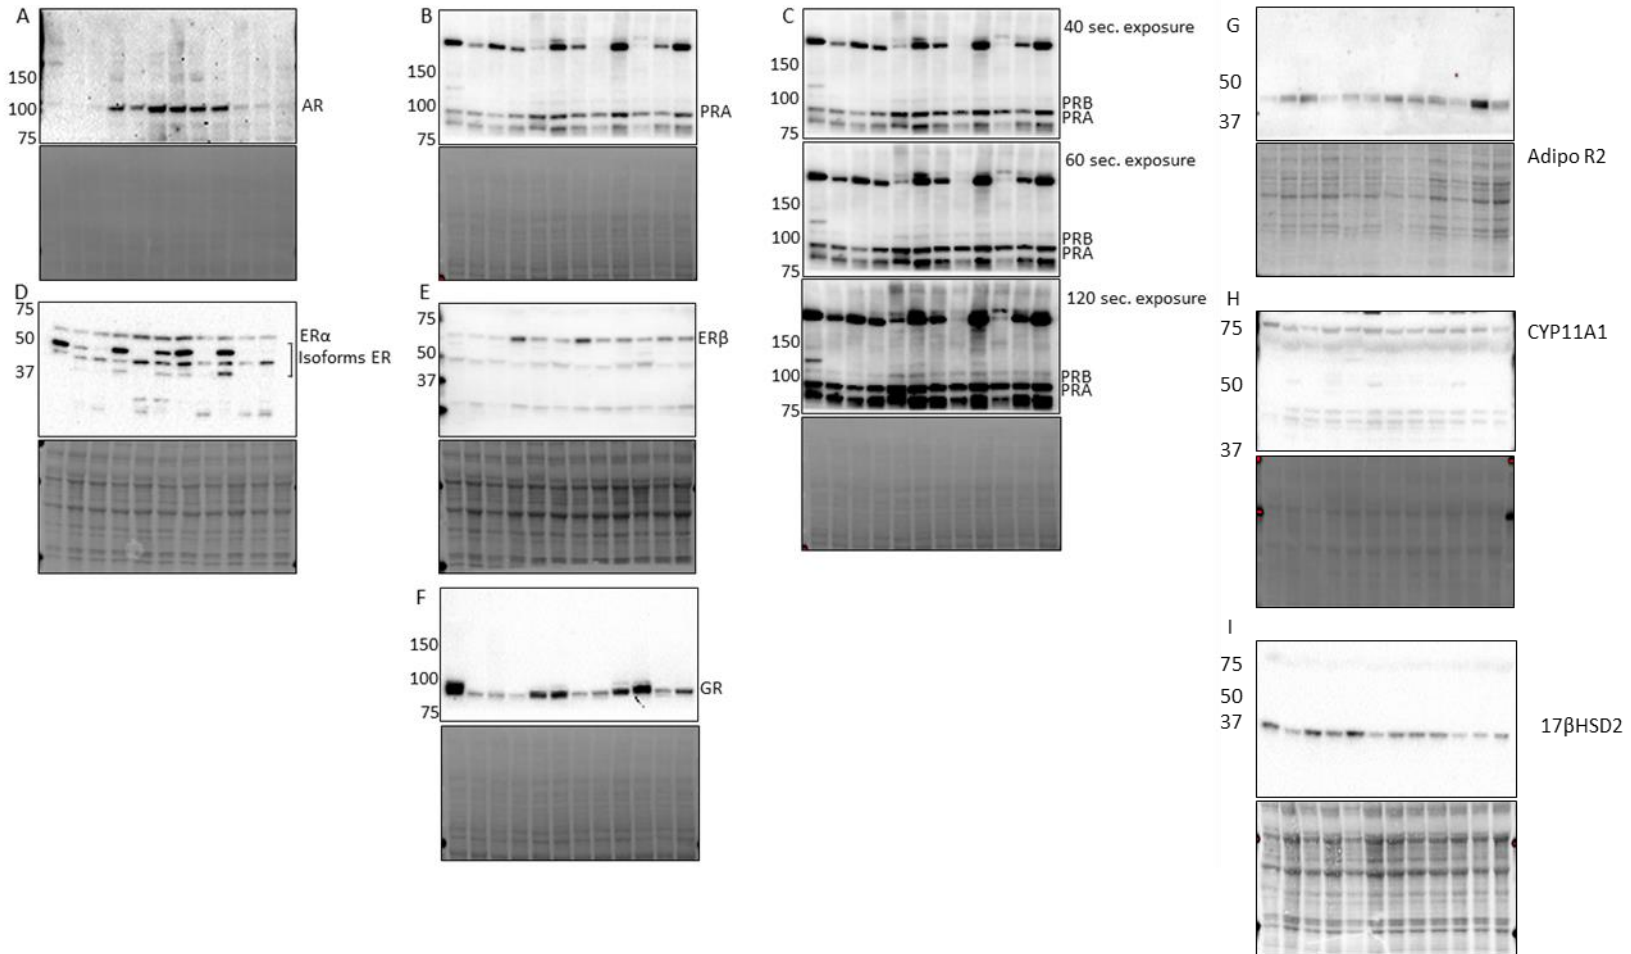 A
150
100
75
AR
B
150
100
75
PRA
C
40 sec. exposure
150
100
75
PRB
PRA
60 sec. exposure
150
100
75
PRB
PRA
120 sec. exposure
150
100
75
PRB
PRA
D
75
50
37
ERα
Isoforms ER
E
75
50
37
ERβ
F
150
100
75
GR
G
50
37
Adipo R2
H
75
50
37
CYP11A1
I
75
50
37
17βHSD2